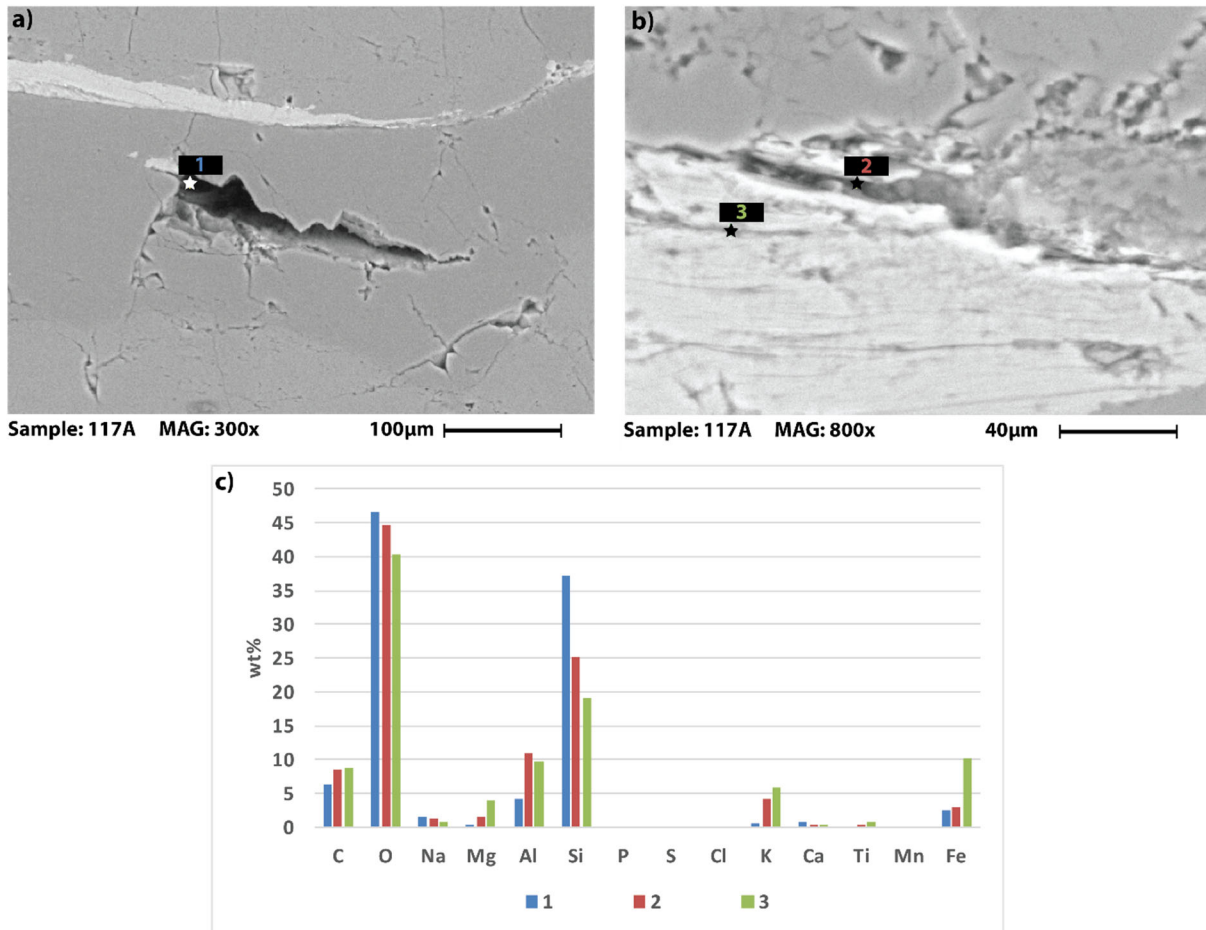 a)
1
Sample: 117A MAG: 300x 100µm
b)
2
3
Sample: 117A MAG: 800x 40µm
c)
50
45
40
35
30
25
20
15
10
5
0
wt%
C O Na Mg Al Si P S Cl K Ca Ti Mn Fe
1 2 3